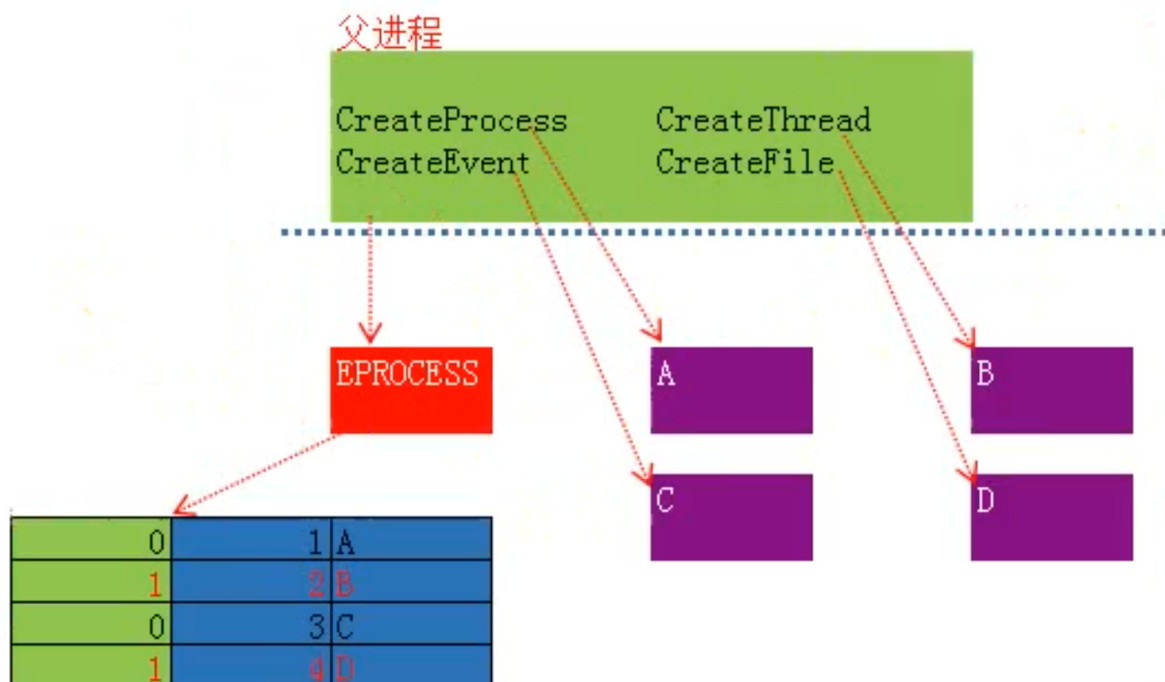 父进程
CreateProcess CreateThread
CreateEvent CreateFile
EPROCESS A B
C D
0 1 A
1 2 B
0 3 C
1 4 D